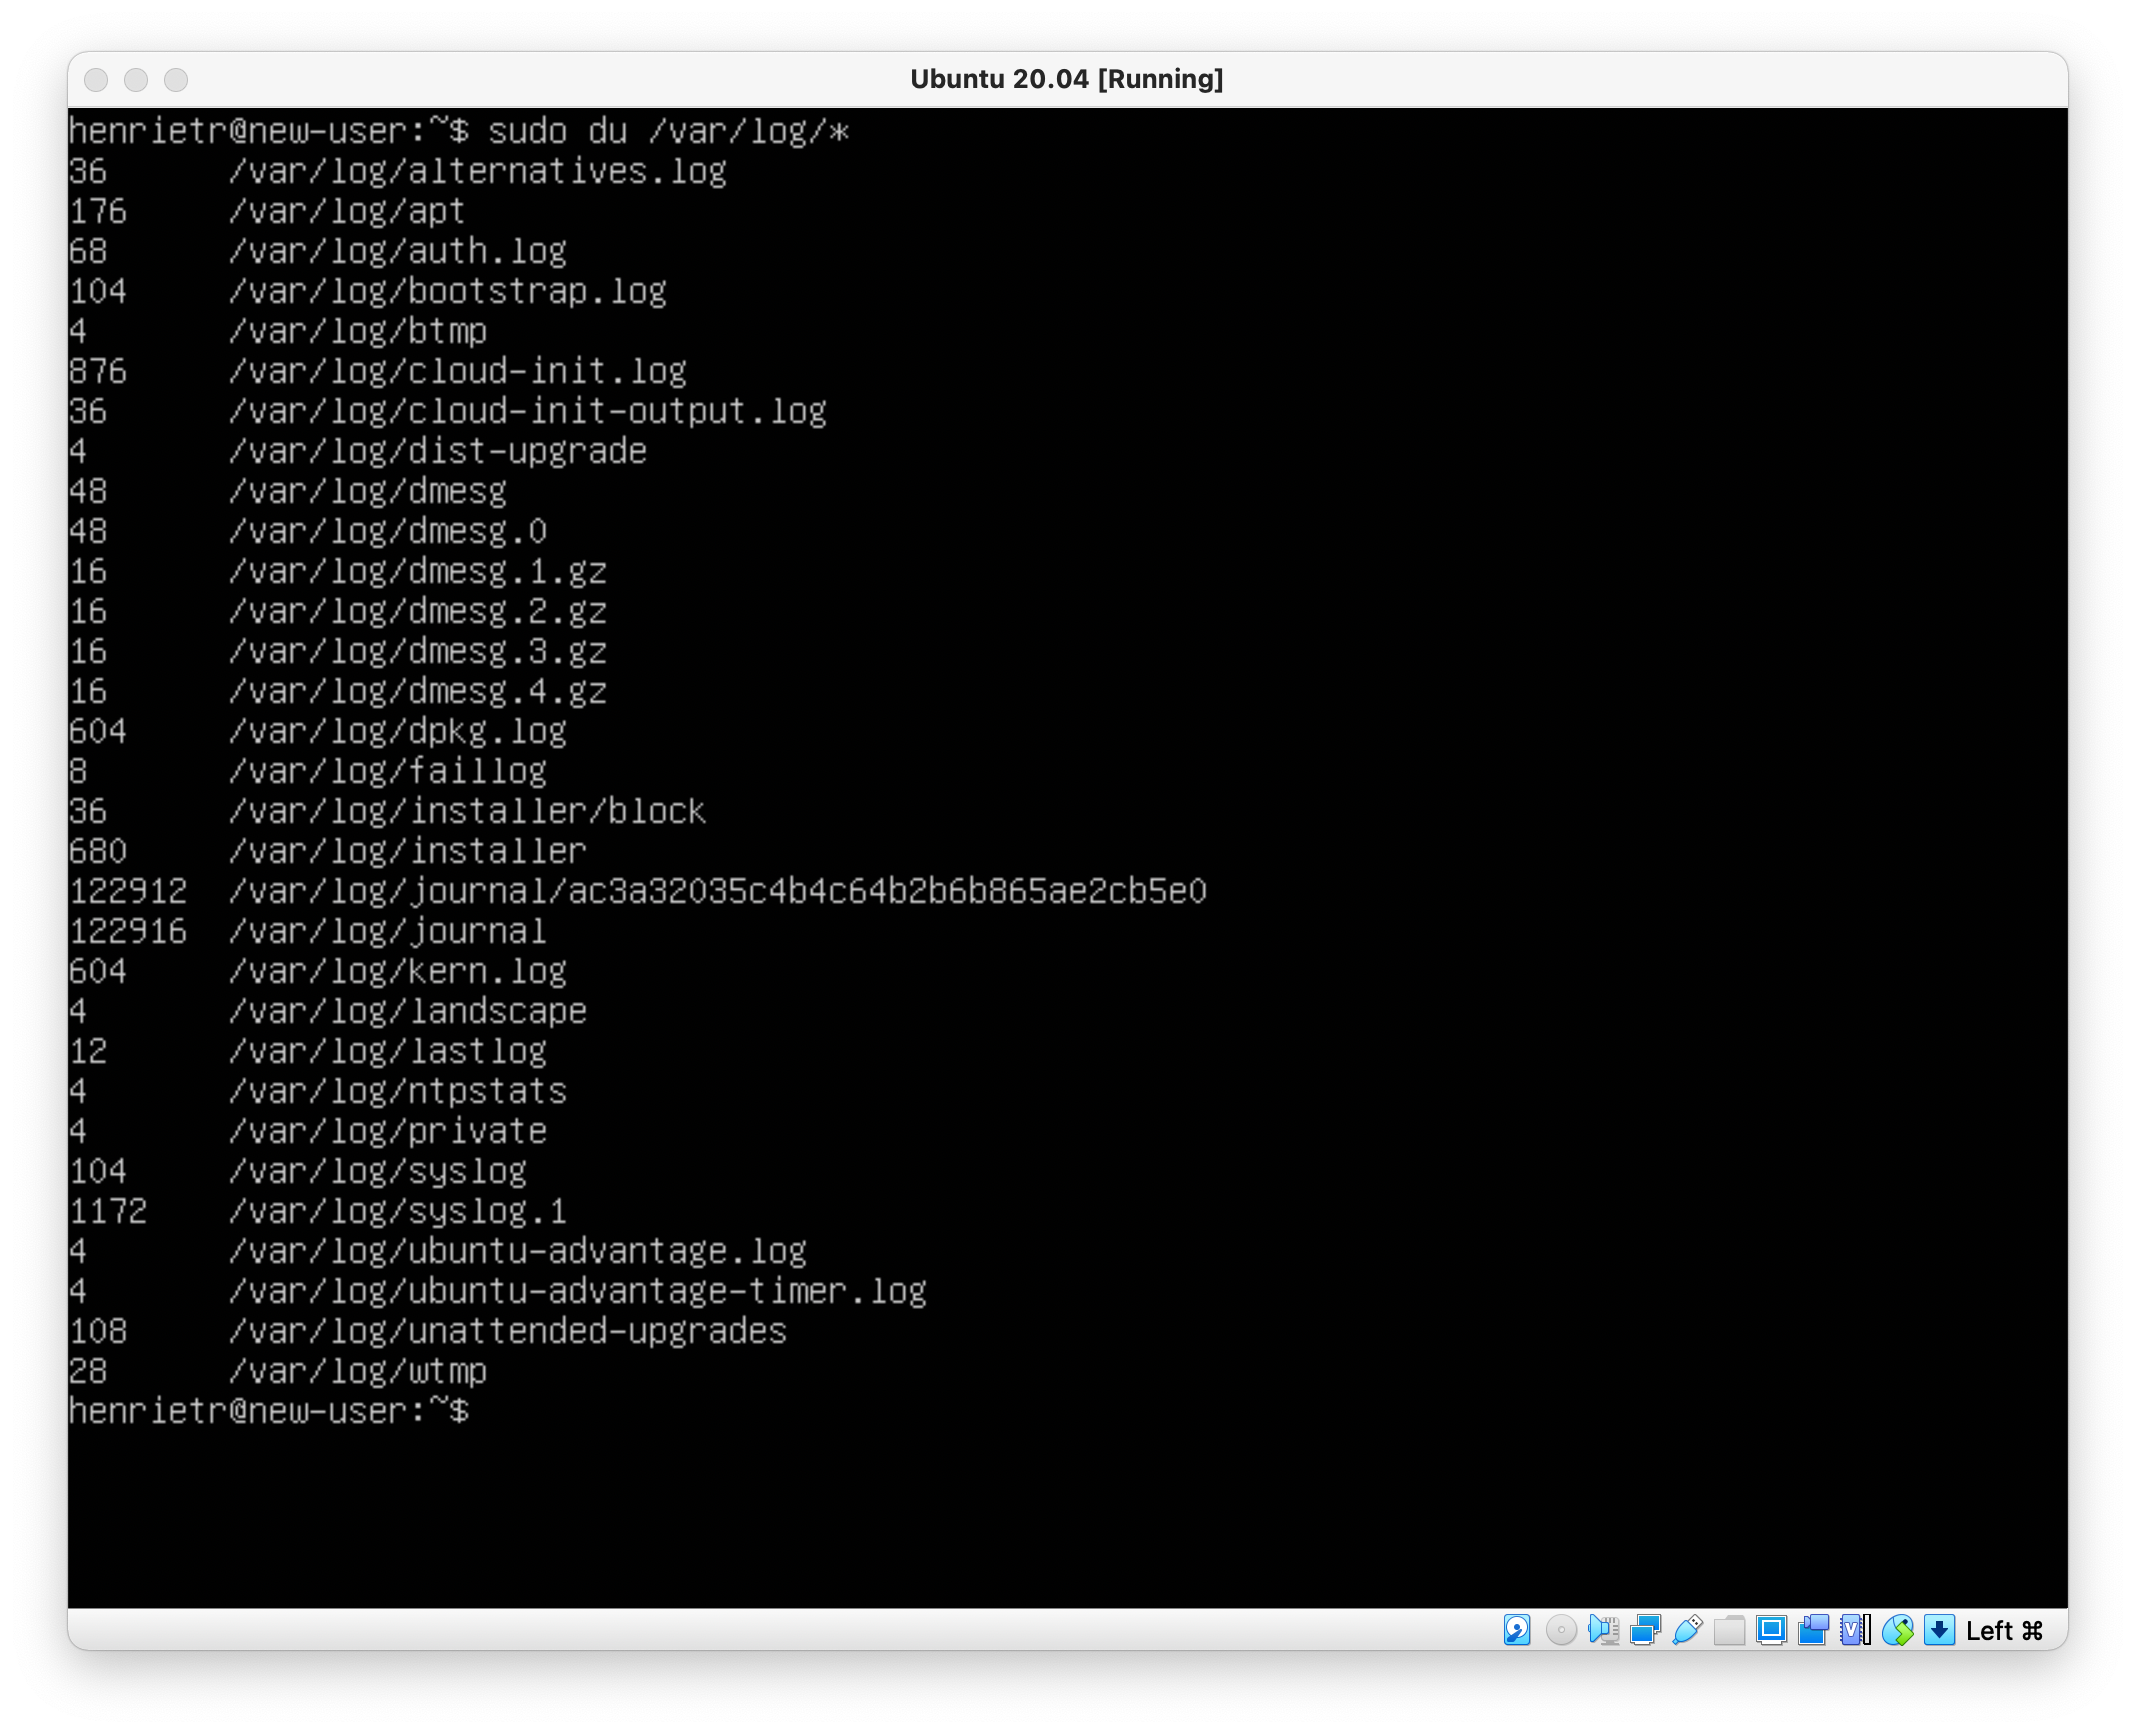 Ubuntu 20.04 [Running]
henrietr@new-user:~$ sudo du /var/log/*
36 /var/log/alternatives.log
176 /var/log/apt
68 /var/log/auth.log
104 /var/log/bootstrap.log
4 /var/log/btmp
876 /var/log/cloud-init.log
36 /var/log/cloud-init-output.log
4 /var/log/dist-upgrade
48 /var/log/dmesg
48 /var/log/dmesg.0
16 /var/log/dmesg.1.gz
16 /var/log/dmesg.2.gz
16 /var/log/dmesg.3.gz
16 /var/log/dmesg.4.gz
604 /var/log/dpkg.log
8 /var/log/faillog
36 /var/log/installer/block
680 /var/log/installer
122912 /var/log/journal/ac3a32035c4b4c64b2b6b865ae2cb5e0
122916 /var/log/journal
604 /var/log/kern.log
4 /var/log/landscape
12 /var/log/lastlog
4 /var/log/ntpstats
4 /var/log/private
104 /var/log/syslog
1172 /var/log/syslog.1
4 /var/log/ubuntu-advantage.log
4 /var/log/ubuntu-advantage-timer.log
108 /var/log/unattended-upgrades
28 /var/log/wtmp
henrietr@new-user:~$
Left ⌘